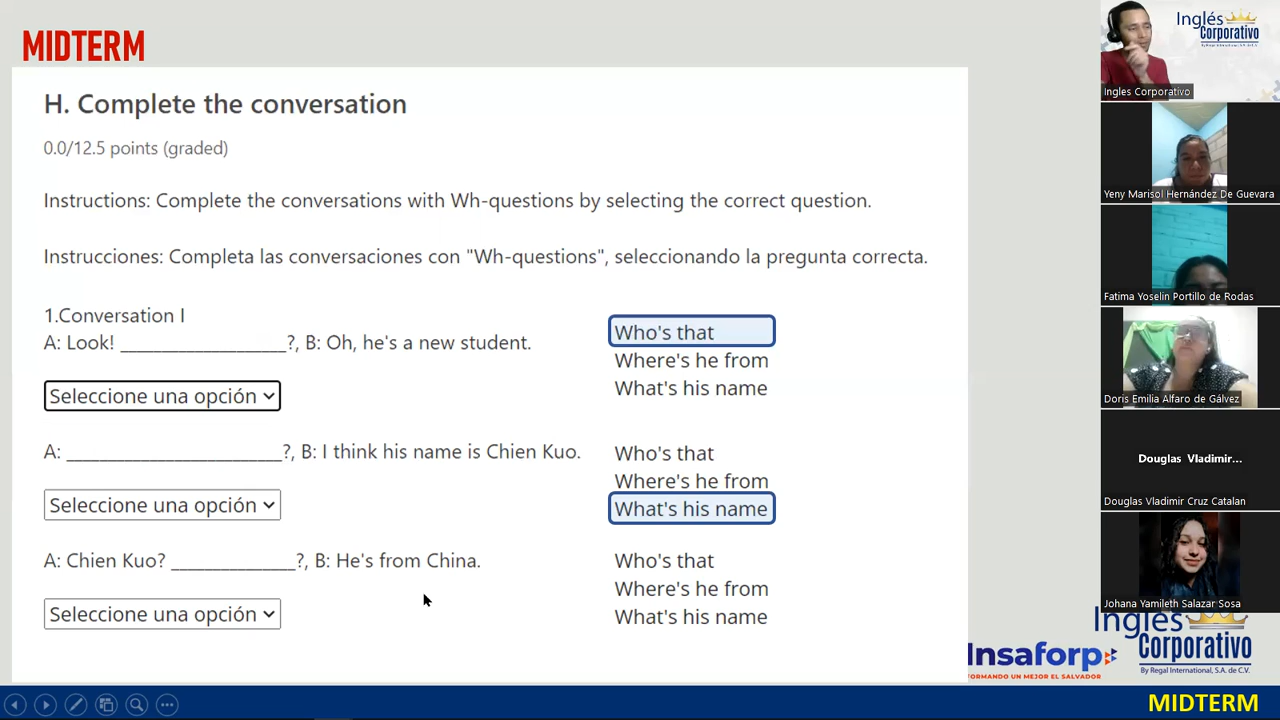 MIDTERM
H. Complete the conversation
0.0/12.5 points (graded)
Instructions: Complete the conversations with Wh-questions by selecting the correct question.
Instrucciones: Completa las conversaciones con "Wh-questions", seleccionando la pregunta correcta.
1.Conversation I
A: Look! ___________________?, B: Oh, he's a new student.
Seleccione una opción
Who's that
Where's he from
What's his name
A: _________________________?, B: I think his name is Chien Kuo.
Seleccione una opción
Who's that
Where's he from
What's his name
A: Chien Kuo? ______________?, B: He's from China.
Seleccione una opción
Who's that
Where's he from
What's his name
Inglés
Corporativo
By Regal International, S.A. de C.V.
Ingles Corporativo
Yeny Marisol Hernández De Guevara
Fatima Yoselin Portillo de Rodas
Doris Emilia Alfaro de Gálvez
Douglas Vladimir...
Douglas Vladimir Cruz Catalan
Johana Yamileth Salazar Sosa
Insaforp
FORMANDO UN MEJOR EL SALVADOR
Inglés
Corporativo
By Regal International, S.A. de C.V.
MIDTERM